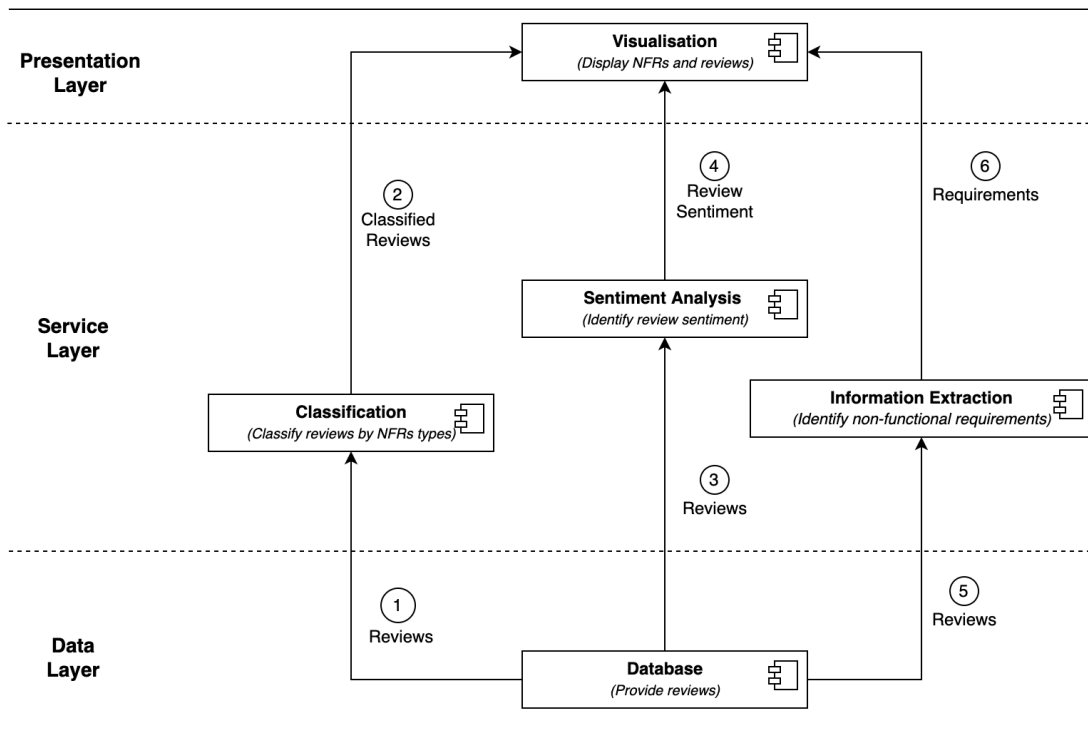 Visualisation
(Display NFRs and reviews)
Presentation
Layer
4
6
Review
Sentiment
Requirements
2
Classified
Reviews
Sentiment Analysis
(Identify review sentiment)
Service
Layer
Information Extraction
(Identify non-functional requirements)
Classification
(Classify reviews by NFRs types)
3
Reviews
5
Reviews
1
Reviews
Data
Layer
Database
(Provide reviews)